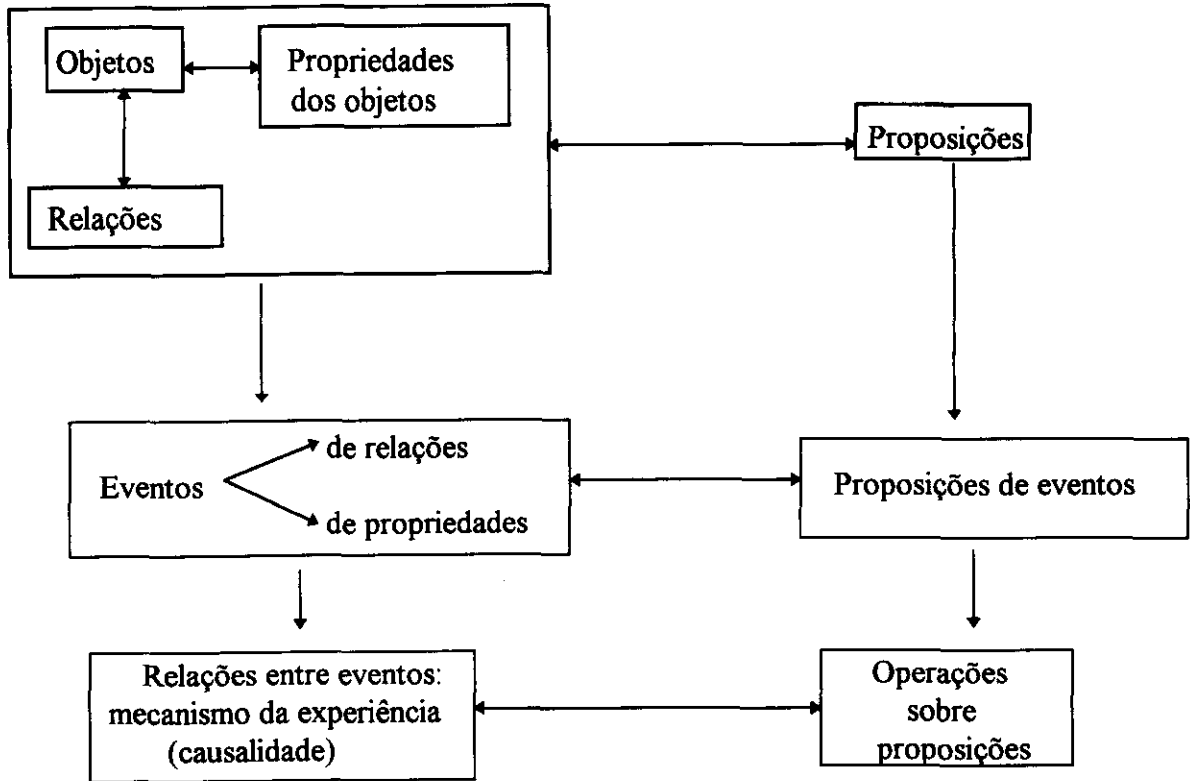 Objetos
Propriedades
dos objetos
Proposições
Relações
de relações
Eventos
de propriedades
Proposições de eventos
Relações entre eventos:
mecanismo da experiência
(causalidade)
Operações
sobre
proposições